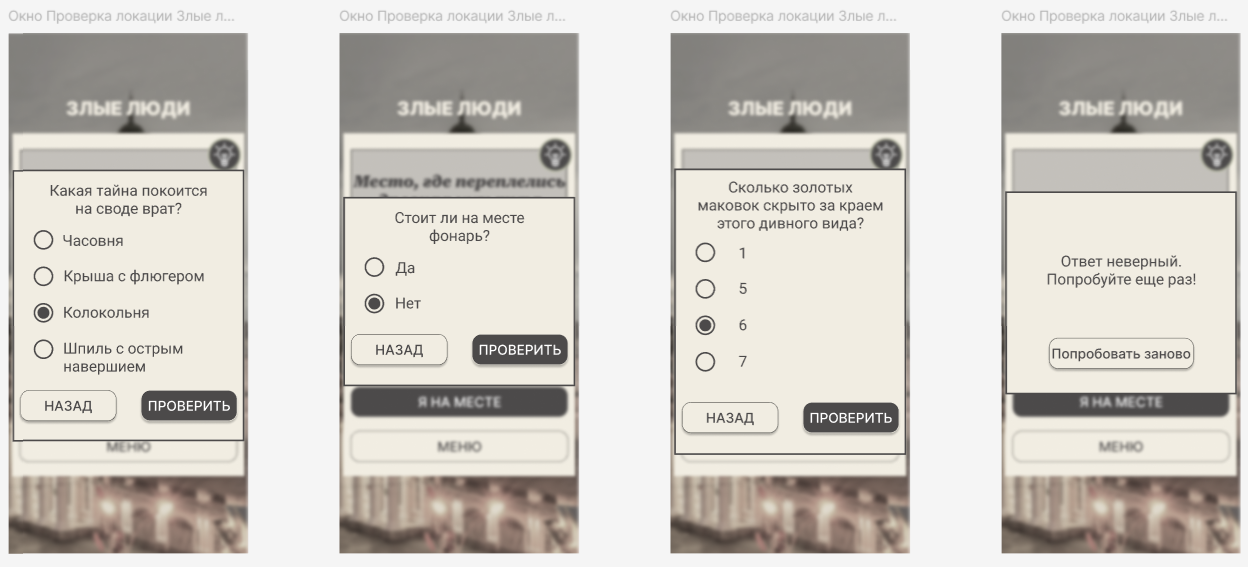 Окно Проверка локации Злые л...
ЗЛЫЕ ЛЮДИ
Какая тайна покоится
на своде врат?
Часовня
Крыша с флюгером
Колокольня
Шпиль с острым
навершием
НАЗАД
ПРОВЕРИТЬ
МЕНЮ
Окно Проверка локации Злые л...
ЗЛЫЕ ЛЮДИ
Место, где переплелись
Стоит ли на месте
фонарь?
Да
Нет
НАЗАД
ПРОВЕРИТЬ
Я НА МЕСТЕ
МЕНЮ
Окно Проверка локации Злые л...
ЗЛЫЕ ЛЮДИ
Сколько золотых
маковок скрыто за краем
этого дивного вида?
1
5
6
7
НАЗАД
ПРОВЕРИТЬ
Окно Проверка локации Злые л...
ЗЛЫЕ ЛЮДИ
Ответ неверный.
Попробуйте еще раз!
Попробовать заново
Я НА МЕСТЕ
МЕНЮ